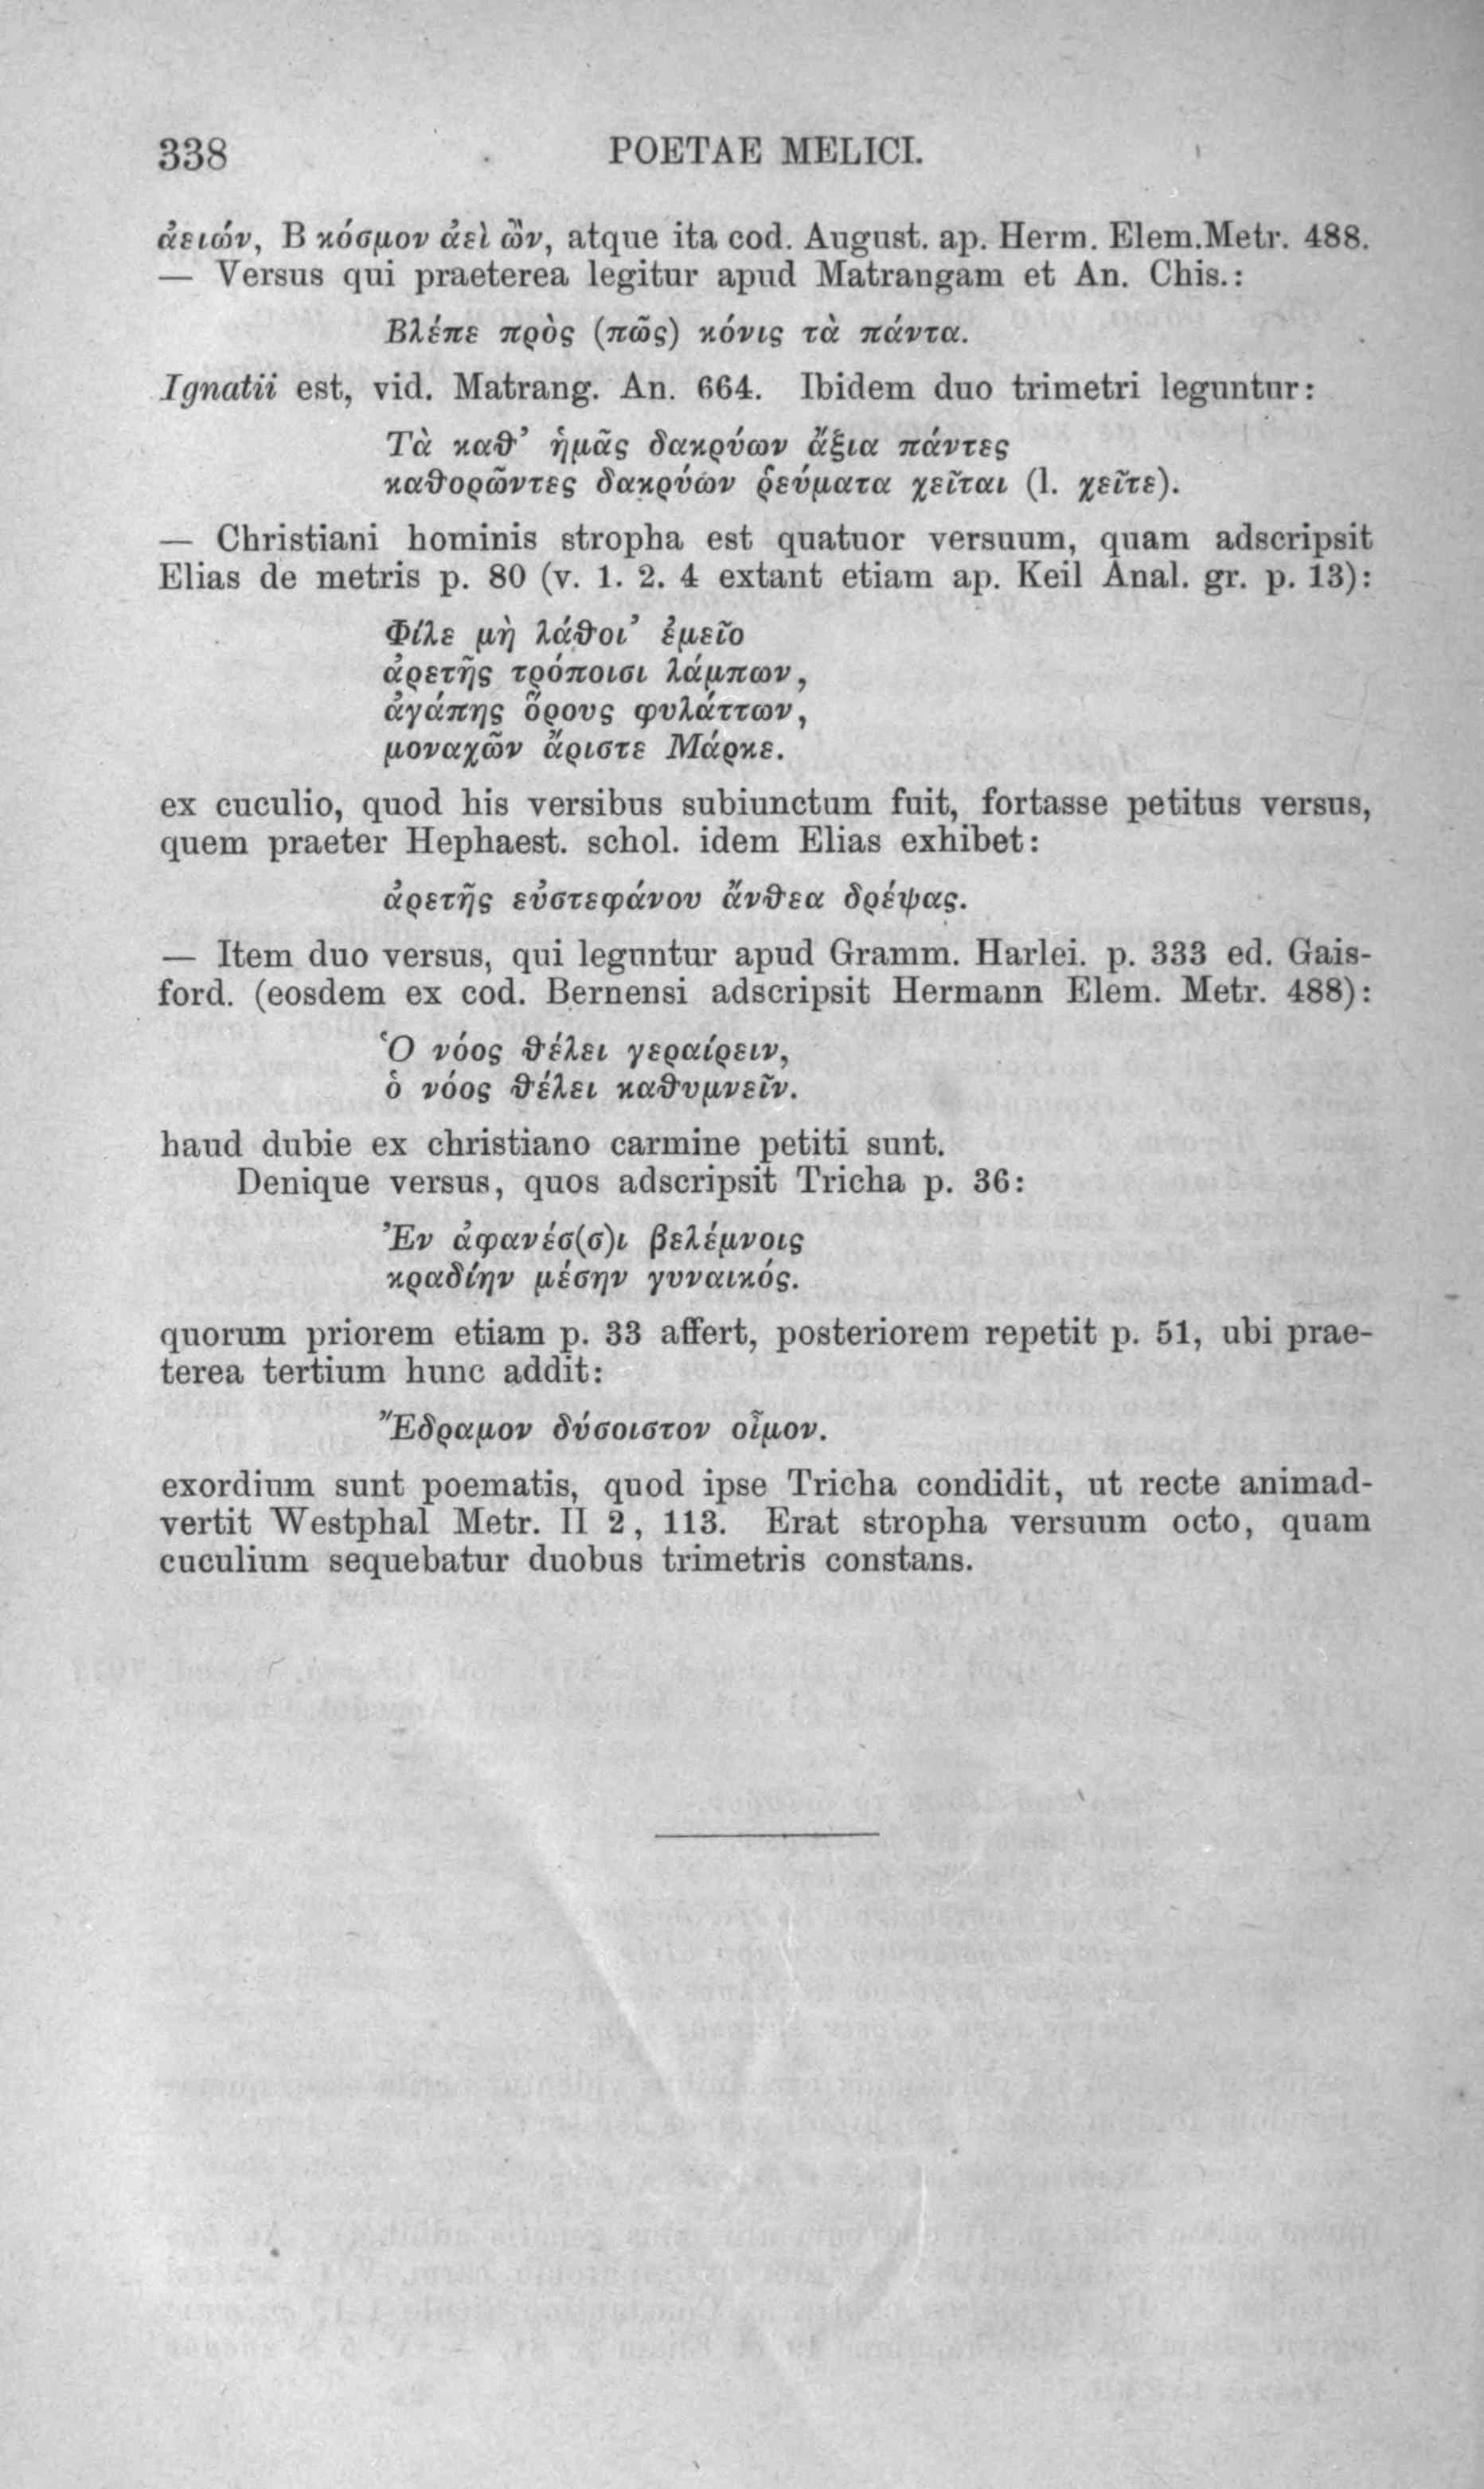 338 POETAE MELICI.
ἀειών, B κόσμον ἀεὶ ὢν, atque ita cod. August. ap. Herm. Elem. Metr. 488.
— Versus qui praeterea legitur apud Matrangam et An. Chis.:
Βλέπε πρὸς (πῶς) κόνις τὰ πάντα.
Ignatii est, vid. Matrang. An. 664. Ibidem duo trimetri leguntur:
Τὰ καθ’ ἡμᾶς δακρύων ἄξια πάντες
καθορῶντες δακρύων ῥεύματα χεῖται (l. χεῖτε).
— Christiani hominis stropha est quatuor versuum, quam adscripsit
Elias de metris p. 80 (v. 1. 2. 4 extant etiam ap. Keil Anal. gr. p. 13):
Φίλε μὴ λάθοι’ ἐμεῖο
ἀρετῆς τρόποισι λάμπων,
ἀγάπης ὅρους φυλάττων,
μοναχῶν ἄριστε Μάρκε.
ex cuculio, quod his versibus subiunctum fuit, fortasse petitus versus,
quem praeter Hephaest. schol. idem Elias exhibet:
ἀρετῆς εὐστεφάνου ἄνθεα δρέψας.
— Item duo versus, qui leguntur apud Gramm. Harlei. p. 333 ed. Gais-
ford. (eosdem ex cod. Bernensi adscripsit Hermann Elem. Metr. 488):
Ὁ νόος θέλει γεραίρειν,
ὁ νόος θέλει καθυμνεῖν.
haud dubie ex christiano carmine petiti sunt.
Denique versus, quos adscripsit Tricha p. 36:
Ἐν ἀφανέσ(σ)ι βελέμνοις
κραδίην μέσην γυναικός.
quorum priorem etiam p. 33 affert, posteriorem repetit p. 51, ubi prae-
terea tertium hunc addit:
Ἔδραμον δύσοιστον οἶμον.
exordium sunt poematis, quod ipse Tricha condidit, ut recte animad-
vertit Westphal Metr. II 2, 113. Erat stropha versuum octo, quam
cuculium sequebatur duobus trimetris constans.